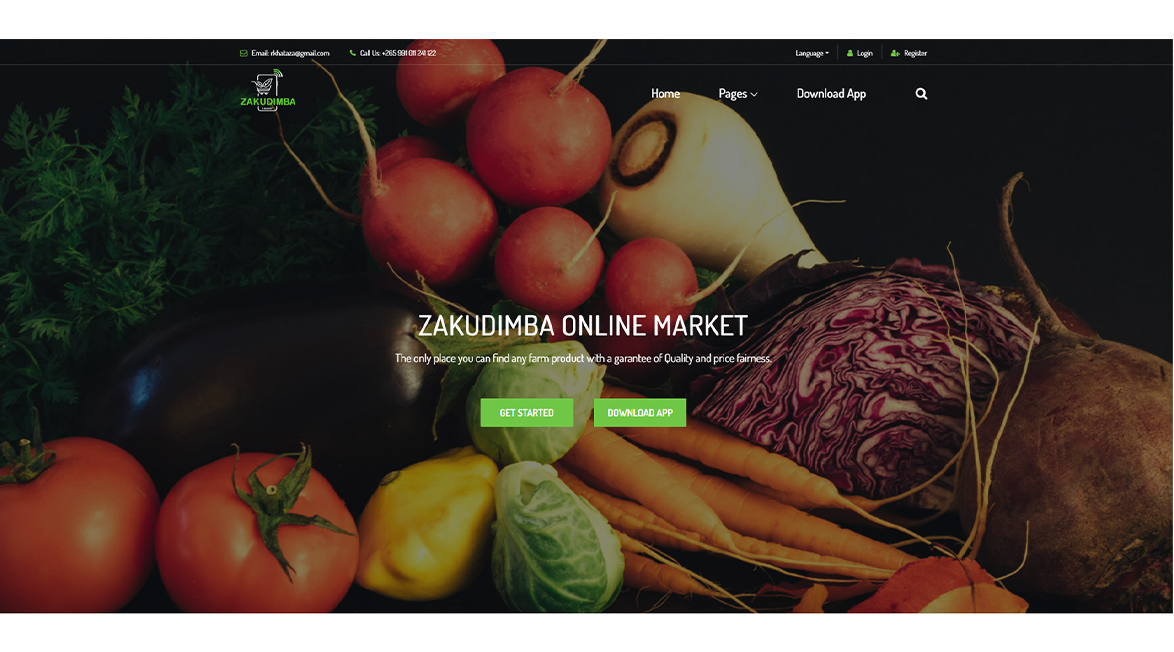 Email: rkhataza@gmail.com
Call Us: +265 991 011 241 122
Language
Login
Register
ZAKUDIMBA
Home
Pages
Download App
ZAKUDIMBA ONLINE MARKET
The only place you can find any farm product with a garantee of Quality and price fairness.
GET STARTED
DOWNLOAD APP